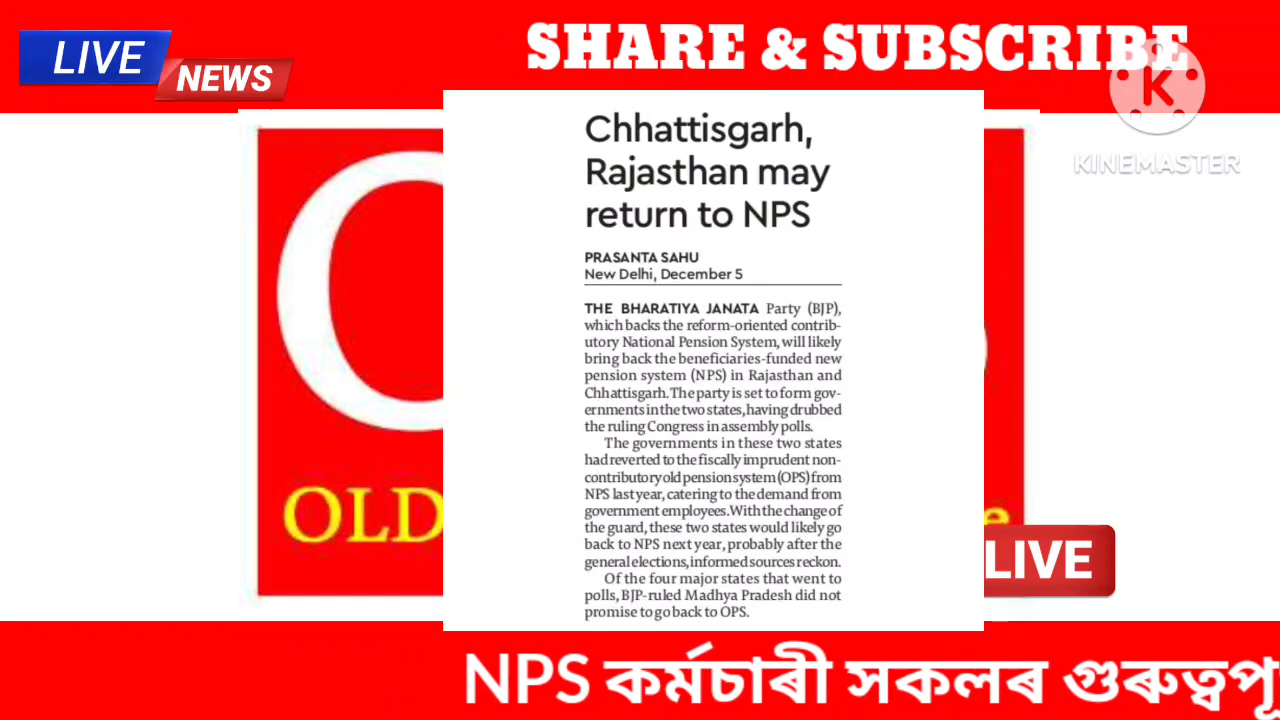 LIVE
NEWS
SHARE & SUBSCRIBE
K
KINEMASTER
Chhattisgarh,
Rajasthan may
return to NPS
PRASANTA SAHU
New Delhi, December 5
THE BHARATIYA JANATA Party (BJP),
which backs the reform-oriented contrib-
utory National Pension System, will likely
bring back the beneficiaries-funded new
pension system (NPS) in Rajasthan and
Chhattisgarh. The party is set to form gov-
ernments in the two states, having drubbed
the ruling Congress in assembly polls.
The governments in these two states
had reverted to the fiscally imprudent non-
contributory old pension system (OPS) from
NPS last year, catering to the demand from
government employees. With the change of
the guard, these two states would likely go
back to NPS next year, probably after the
general elections, informed sources reckon.
Of the four major states that went to
polls, BJP-ruled Madhya Pradesh did not
promise to go back to OPS.
OLD
LIVE
NPS কৰ্মচাৰী সকলৰ গুৰুত্বপূ